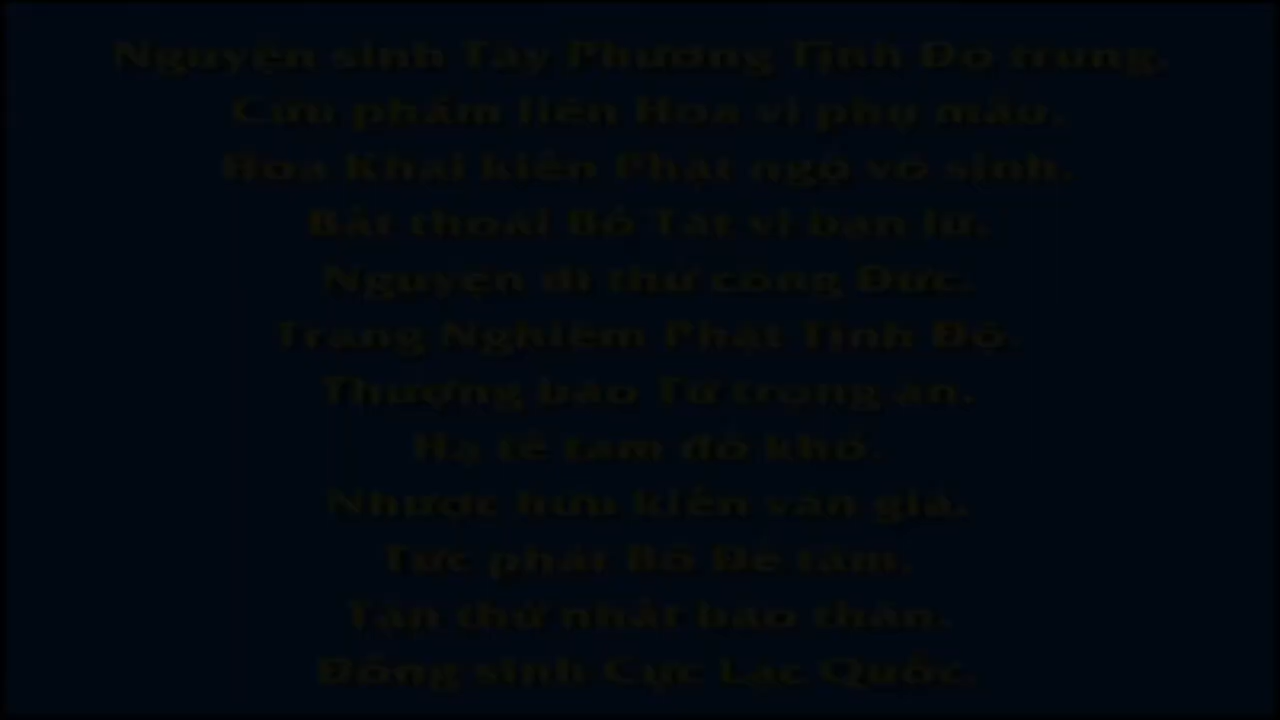 Nguyện sinh Tây Phương Tịnh Độ trung.
Cửu phẩm liên Hoa vi phụ mẫu.
Hoa Khai kiến Phật ngộ vô sinh.
Bất thoái Bồ Tát vi bạn lữ.
Nguyện dĩ thử công Đức.
Trang Nghiêm Phật Tịnh Độ.
Thượng báo Tứ trọng ân.
Hạ tế tam đồ khổ.
Nhược hữu kiến văn giả.
Tức phát Bồ Đề tâm.
Tận thử nhất báo thân.
Đồng sinh Cực Lạc Quốc.